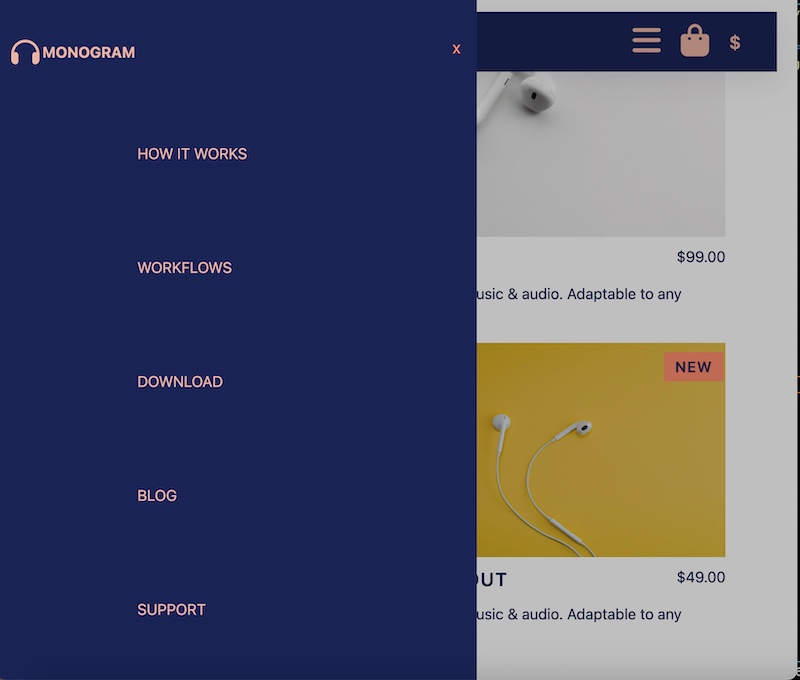 MONOGRAM
X
$
HOW IT WORKS
WORKFLOWS
DOWNLOAD
BLOG
SUPPORT
$99.00
usic & audio. Adaptable to any
NEW
OUT
$49.00
usic & audio. Adaptable to any